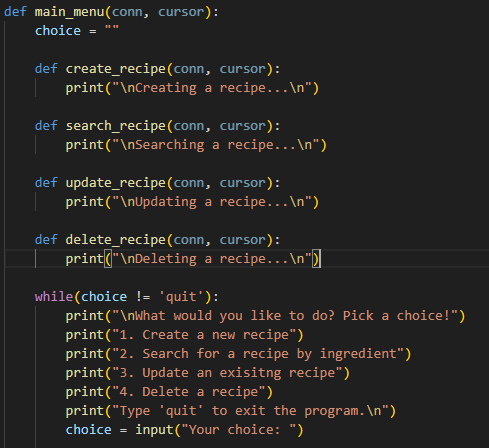 def main_menu(conn, cursor):
    choice = ""

    def create_recipe(conn, cursor):
        print("\nCreating a recipe...\n")

    def search_recipe(conn, cursor):
        print("\nSearching a recipe...\n")

    def update_recipe(conn, cursor):
        print("\nUpdating a recipe...\n")

    def delete_recipe(conn, cursor):
        print("\nDeleting a recipe...\n")

    while(choice != 'quit'):
        print("\nWhat would you like to do? Pick a choice!")
        print("1. Create a new recipe")
        print("2. Search for a recipe by ingredient")
        print("3. Update an exisitng recipe")
        print("4. Delete a recipe")
        print("Type 'quit' to exit the program.\n")
        choice = input("Your choice: ")